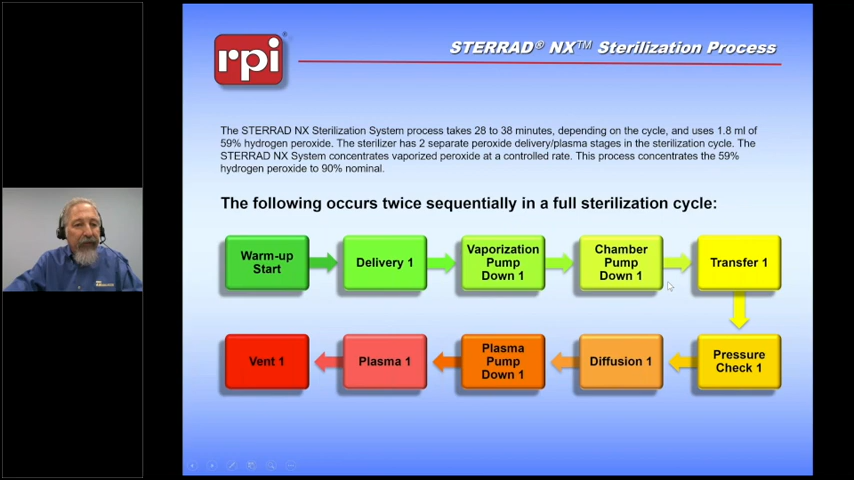 rpi®
STERRAD® NX™ Sterilization Process
The STERRAD NX Sterilization System process takes 28 to 38 minutes, depending on the cycle, and uses 1.8 ml of
59% hydrogen peroxide. The sterilizer has 2 separate peroxide delivery/plasma stages in the sterilization cycle. The
STERRAD NX System concentrates vaporized peroxide at a controlled rate. This process concentrates the 59%
hydrogen peroxide to 90% nominal.
The following occurs twice sequentially in a full sterilization cycle:
Warm-up
Start
Delivery 1
Vaporization
Pump
Down 1
Chamber
Pump
Down 1
Transfer 1
Pressure
Check 1
Diffusion 1
Plasma
Pump
Down 1
Plasma 1
Vent 1